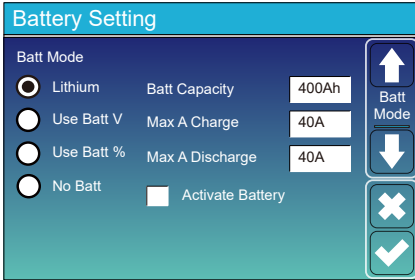 Battery Setting
Batt Mode
Lithium
Batt Capacity
400Ah
Use Batt V
Max A Charge
40A
Use Batt %
Max A Discharge
40A
No Batt
Activate Battery
Batt
Mode